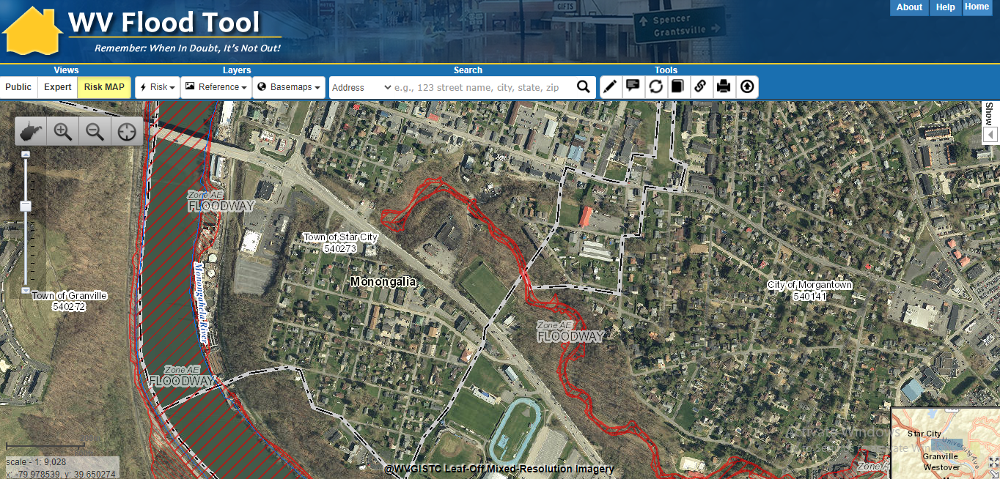 WV Flood Tool
Remember: When In Doubt, It's Not Out!
GIFTS
Spencer
Grantsville
About
Help
Home
Views
Layers
Search
Tools
Public
Expert
Risk MAP
Risk
Reference
Basemaps
Address
e.g., 123 street name, city, state, zip
Show
Zone AE
FLOODWAY
Town of Star City
540273
Monongalia
Monongahela River
Town of Granville
540272
City of Morgantown
540141
Zone AE
FLOODWAY
Zone AE
FLOODWAY
Zone A
Star City
University Ave
Granville
Westover
Activate Windows
scale - 1: 9,028
x: -79.978539, y: 39.650274
@WVGISTC Leaf-Off Mixed-Resolution Imagery